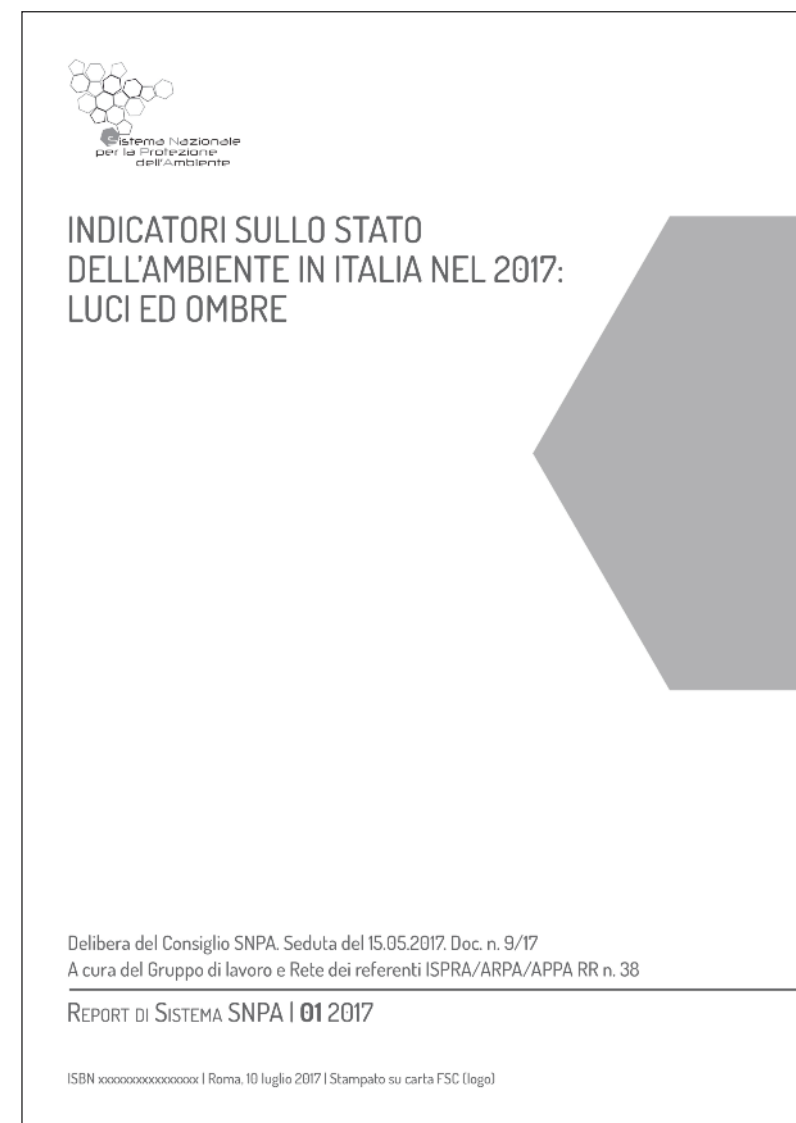 Sistema Nazionale
per la Protezione
dell'Ambiente
INDICATORI SULLO STATO
DELL'AMBIENTE IN ITALIA NEL 2017:
LUCI ED OMBRE
Delibera del Consiglio SNPA. Seduta del 15.05.2017. Doc. n. 9/17
A cura del Gruppo di lavoro e Rete dei referenti ISPRA/ARPA/APPA RR n. 38
REPORT DI SISTEMA SNPA | 01 2017
ISBN xxxxxxxxxxxxxxxx | Roma, 10 luglio 2017 | Stampato su carta FSC (logo)